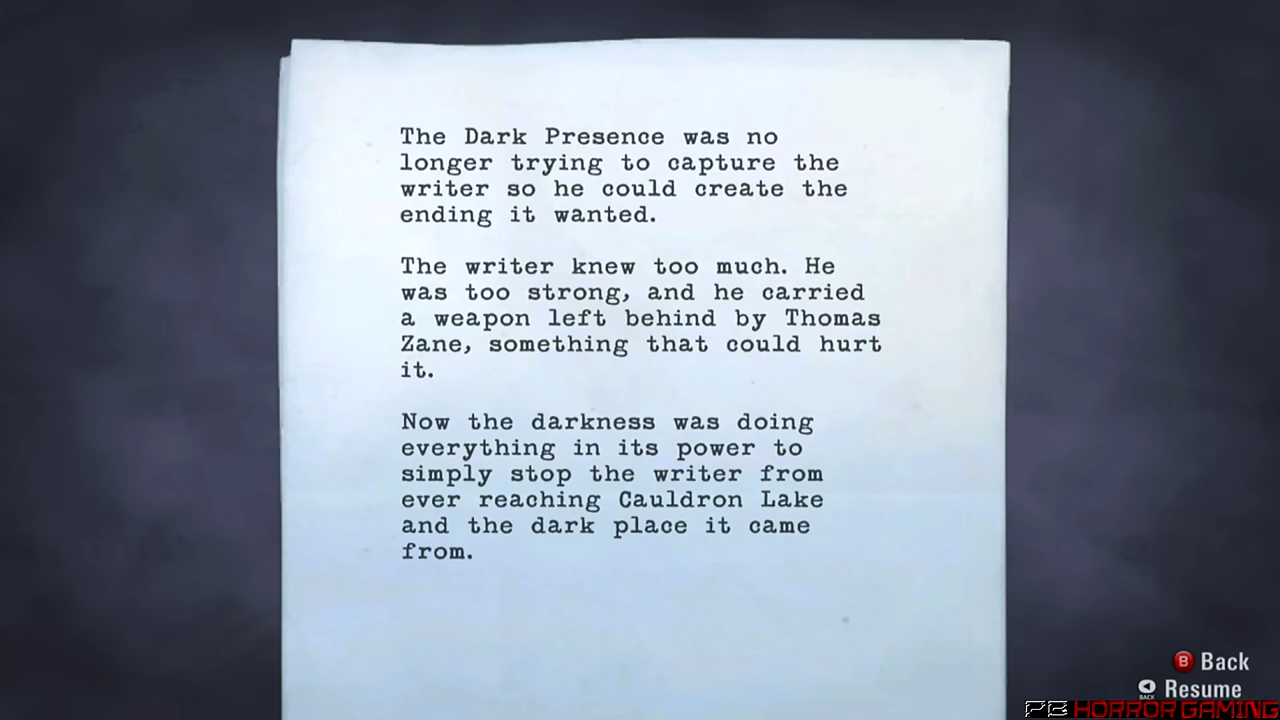 The Dark Presence was no
longer trying to capture the
writer so he could create the
ending it wanted.
The writer knew too much. He
was too strong, and he carried
a weapon left behind by Thomas
Zane, something that could hurt
it.
Now the darkness was doing
everything in its power to
simply stop the writer from
ever reaching Cauldron Lake
and the dark place it came
from.
B Back
BACK Resume
HORROR GAMING